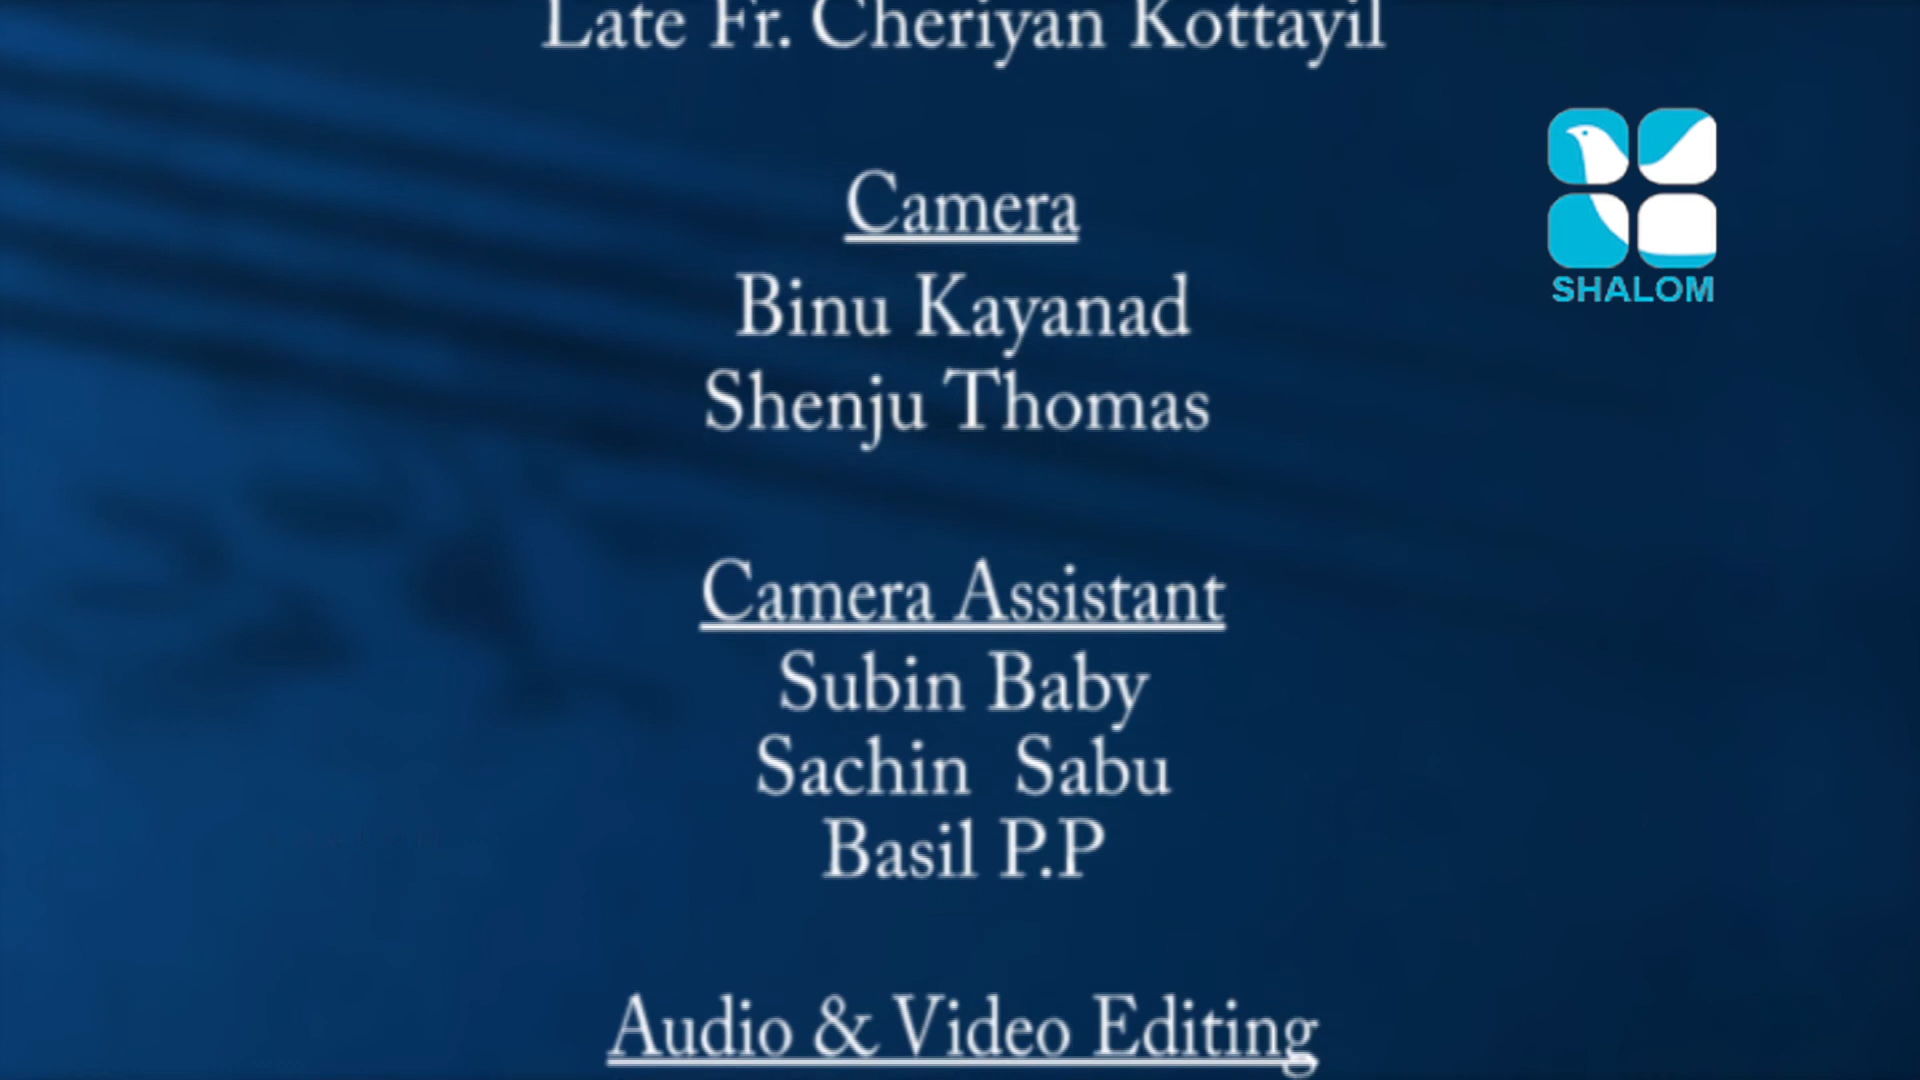 Late Fr. Cheriyan Kottayil
Camera
SHALOM
Binu Kayanad
Shenju Thomas
Camera Assistant
Subin Baby
Sachin Sabu
Basil P.P
Audio & Video Editing